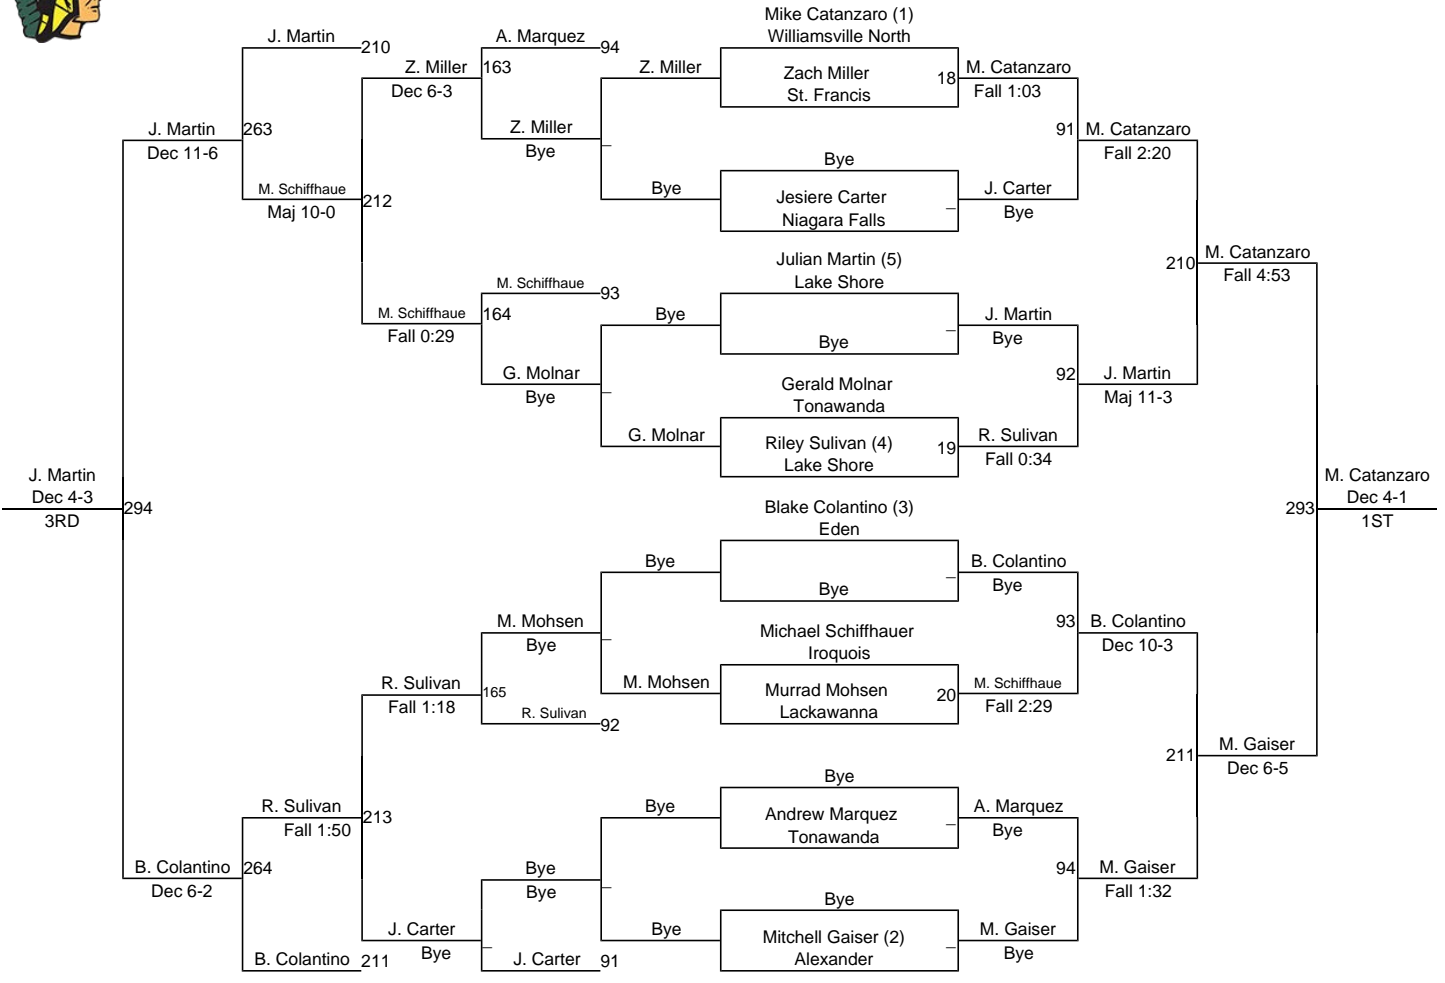 Mike Catanzaro (1)
Williamsville North
J. Martin
210
A. Marquez
94
Z. Miller
163
Dec 6-3
Z. Miller
Zach Miller
18
St. Francis
M. Catanzaro
Fall 1:03
J. Martin
263
Dec 11-6
Z. Miller
Bye
91
M. Catanzaro
Fall 2:20
Bye
M. Schiffhaue
212
Maj 10-0
Bye
Jesiere Carter
Niagara Falls
J. Carter
Bye
Julian Martin (5)
Lake Shore
210
M. Catanzaro
Fall 4:53
M. Schiffhaue
93
M. Schiffhaue
164
Fall 0:29
Bye
Bye
J. Martin
Bye
G. Molnar
Bye
Gerald Molnar
Tonawanda
92
J. Martin
Maj 11-3
G. Molnar
Riley Sulivan (4)
19
Lake Shore
R. Sulivan
Fall 0:34
J. Martin
Dec 4-3
294
3RD
Blake Colantino (3)
Eden
293
M. Catanzaro
Dec 4-1
1ST
Bye
Bye
B. Colantino
Bye
M. Mohsen
Bye
Michael Schiffhauer
Iroquois
93
B. Colantino
Dec 10-3
R. Sulivan
165
Fall 1:18
M. Mohsen
Murrad Mohsen
20
Lackawanna
M. Schiffhaue
Fall 2:29
R. Sulivan
92
211
M. Gaiser
Dec 6-5
Bye
R. Sulivan
213
Fall 1:50
Bye
Andrew Marquez
Tonawanda
A. Marquez
Bye
B. Colantino
264
Dec 6-2
Bye
Bye
94
M. Gaiser
Fall 1:32
Bye
J. Carter
Bye
Bye
Mitchell Gaiser (2)
Alexander
M. Gaiser
Bye
B. Colantino
211
J. Carter
91